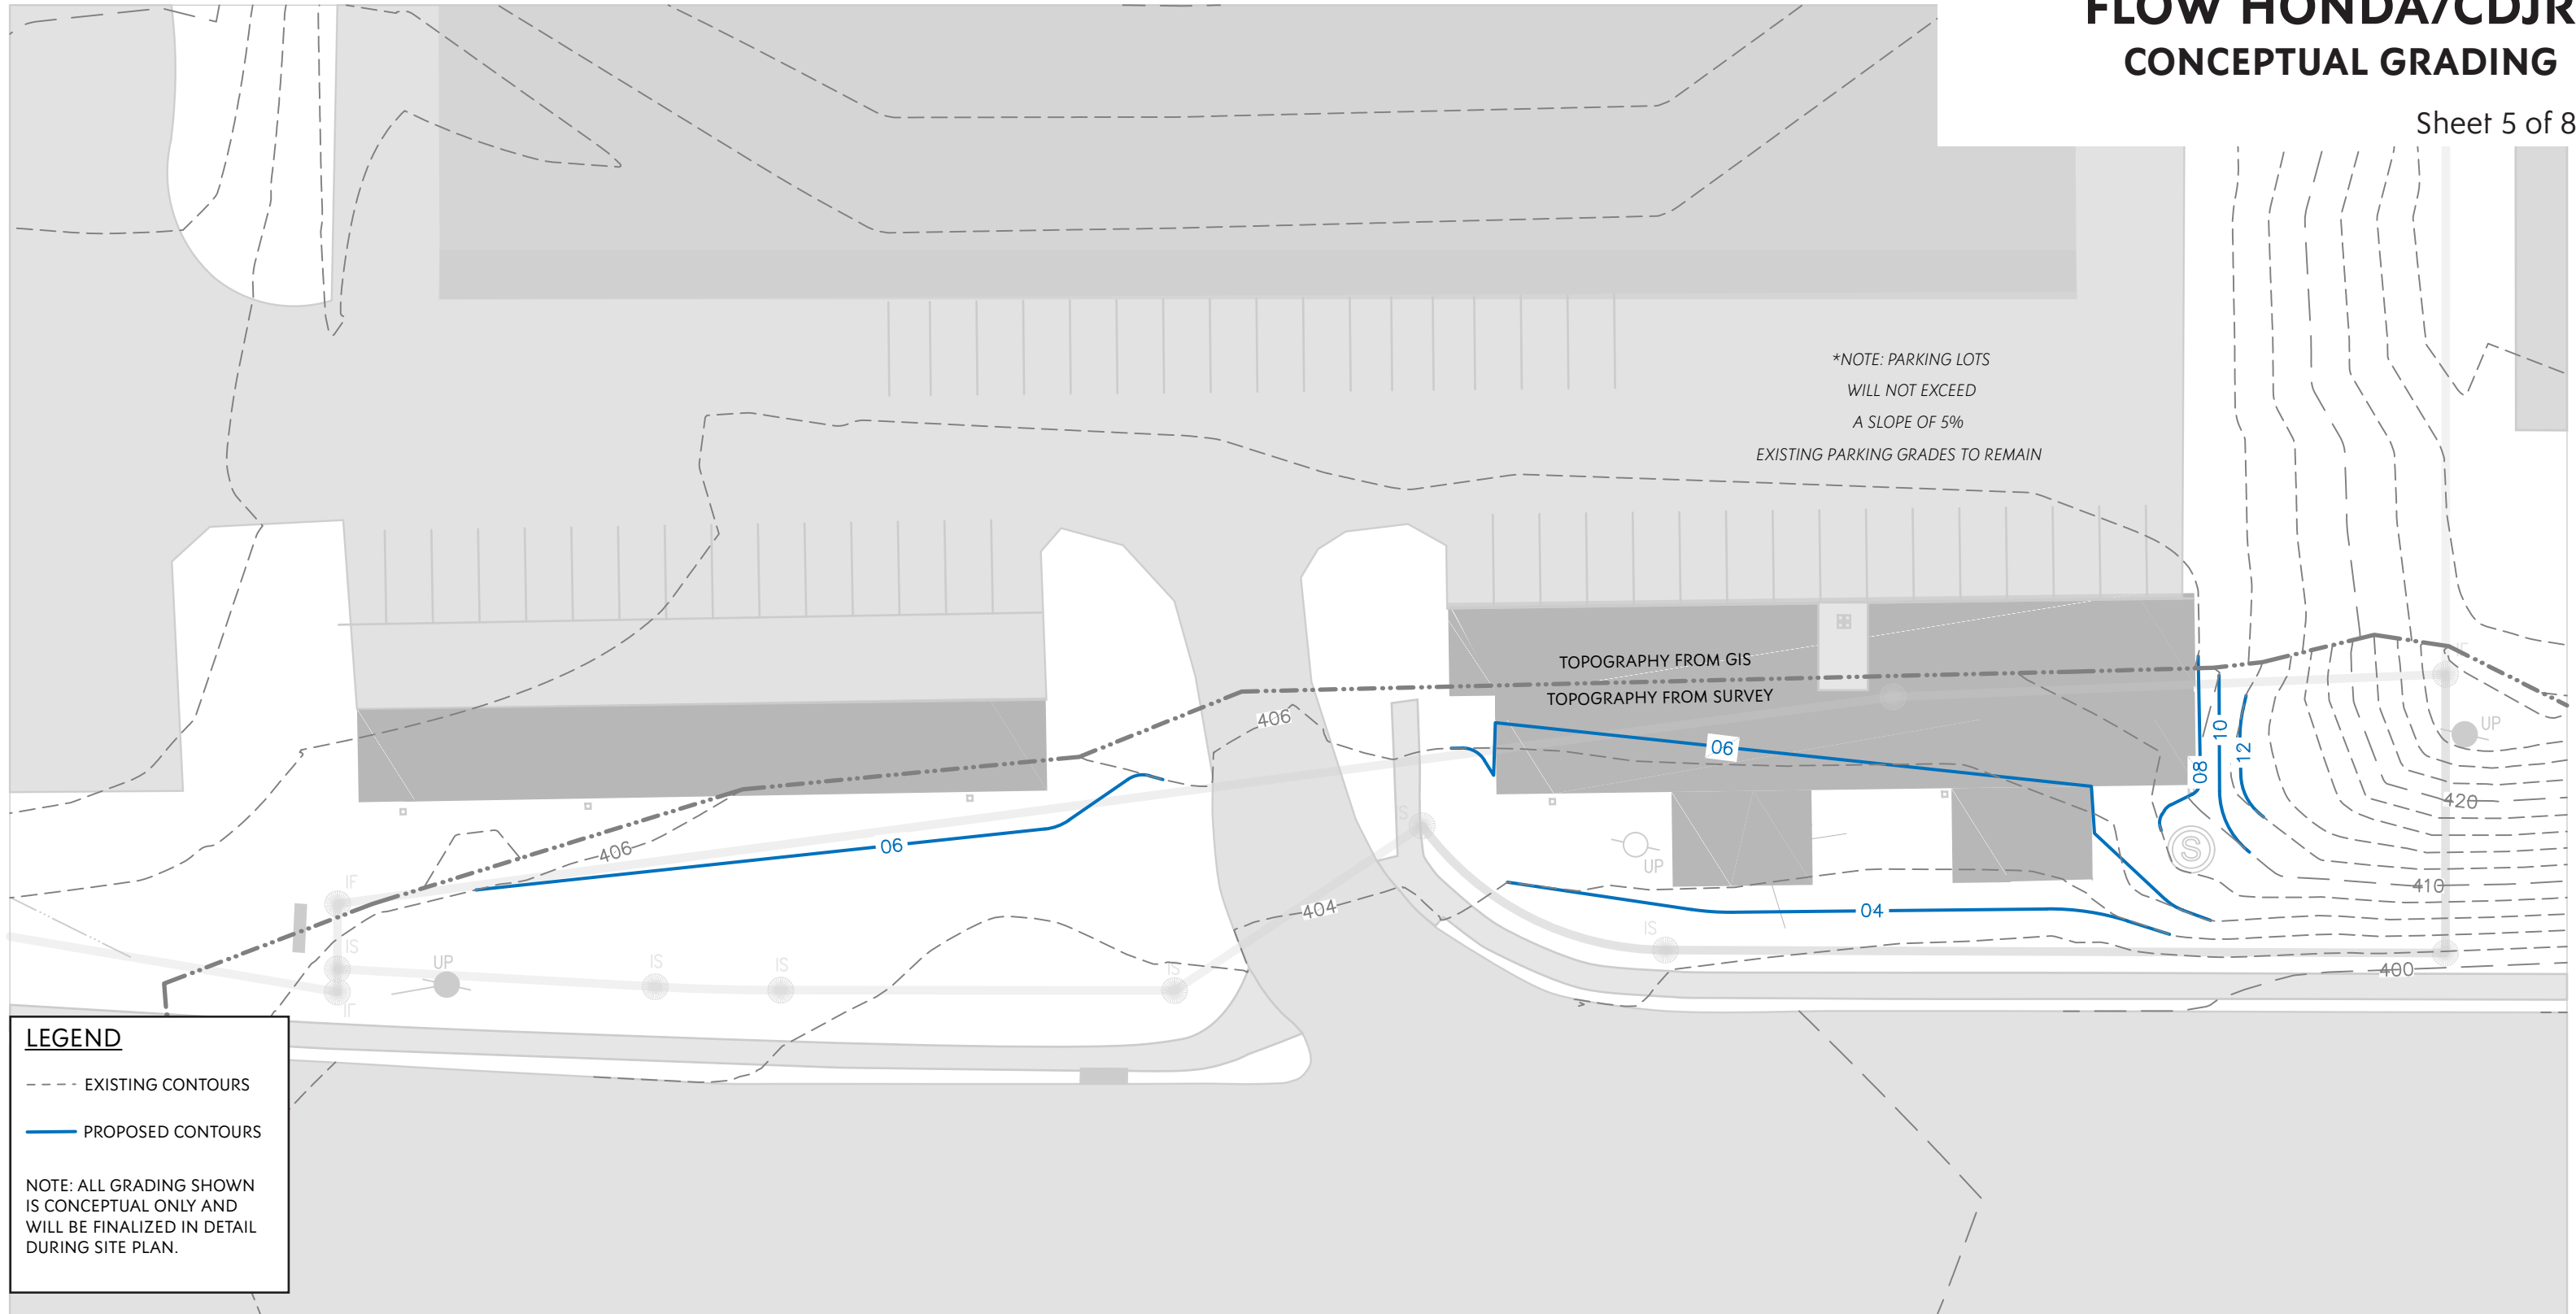 FLOW HONDA/CDJR
CONCEPTUAL GRADING
Sheet 5 of 8
*NOTE: PARKING LOTS
WILL NOT EXCEED
A SLOPE OF 5%
EXISTING PARKING GRADES TO REMAIN
TOPOGRAPHY FROM GIS
TOPOGRAPHY FROM SURVEY
406
06
08
10
12
UP
420
406
06
UP
S
410
404
04
IF
IS
UP
IS
IS
IS
IS
S
400
IF
LEGEND
EXISTING CONTOURS
PROPOSED CONTOURS
NOTE: ALL GRADING SHOWN
IS CONCEPTUAL ONLY AND
WILL BE FINALIZED IN DETAIL
DURING SITE PLAN.